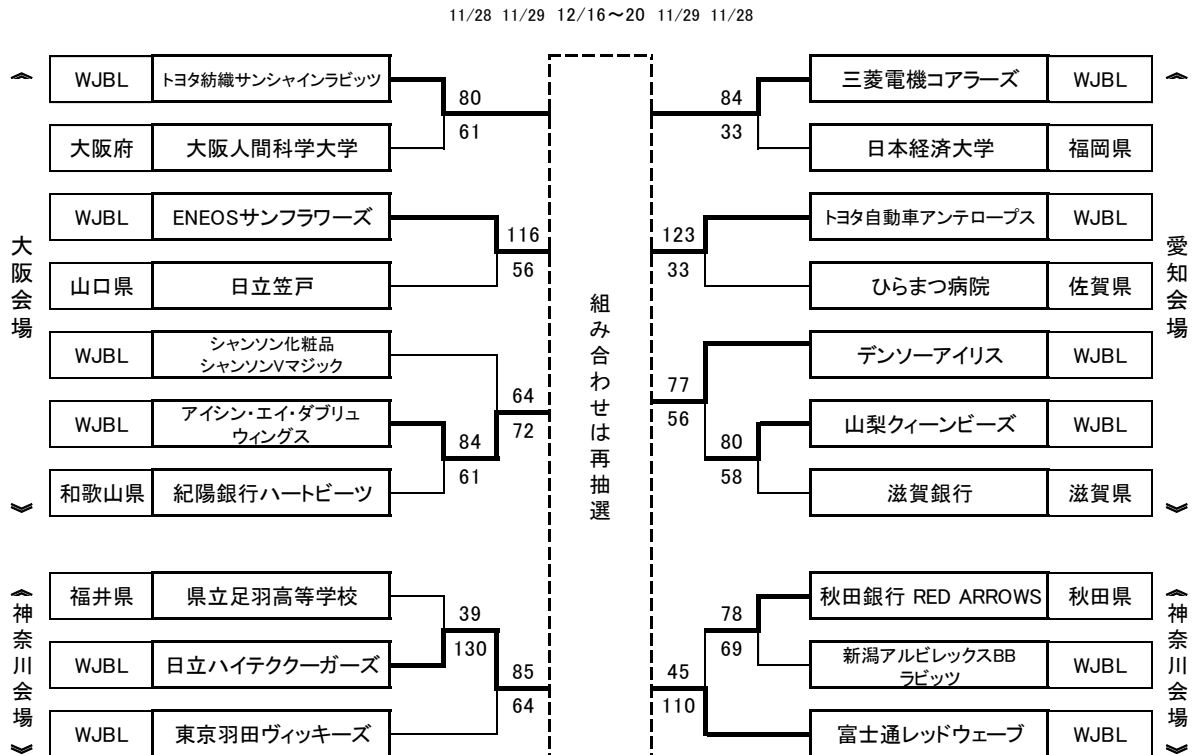 11/28 11/29 12/16～20 11/29 11/28
大阪会場
WJBL トヨタ紡織サンシャインラビッツ
80
61
大阪府 大阪人間科学大学
WJBL ENEOSサンフラワーズ
116
56
山口県 日立笠戸
WJBL シャンソン化粧品
シャンソンVマジック
64
72
WJBL アイシン・エイ・ダブリュ
ウィングス
84
61
和歌山県 紀陽銀行ハートビーツ
神奈川会場
福井県 県立足羽高等学校
39
130
WJBL 日立ハイテククーガーズ
85
64
WJBL 東京羽田ヴィッキーズ
組み合わせは再抽選
愛知会場
三菱電機コアラーズ WJBL
84
33
日本経済大学 福岡県
トヨタ自動車アンテロープス WJBL
123
33
ひらまつ病院 佐賀県
デンソーアイリス WJBL
77
56
山梨クィーンビーズ WJBL
80
58
滋賀銀行 滋賀県
神奈川会場
秋田銀行 RED ARROWS 秋田県
78
69
新潟アルビレックスBB
ラビッツ WJBL
45
110
富士通レッドウェーブ WJBL